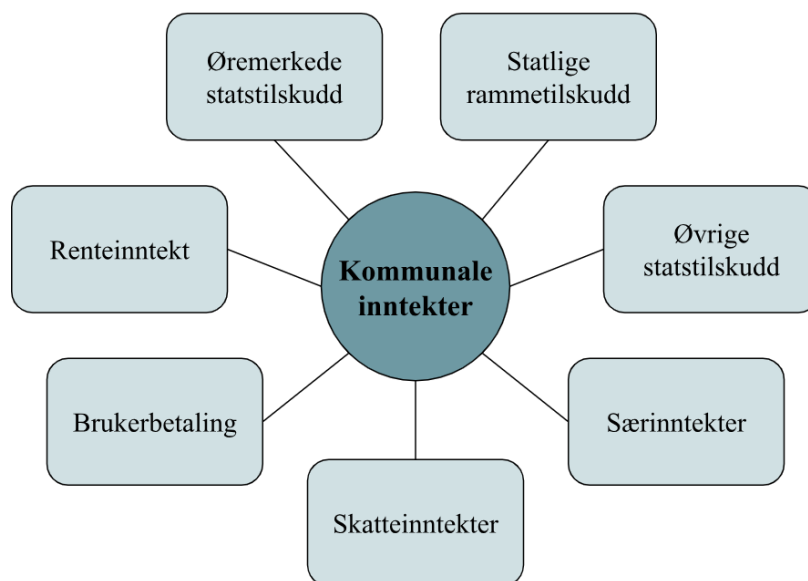 Øremerkede
statstilskudd
Statlige
rammetilskudd
Renteinntekt
Kommunale
inntekter
Øvrige
statstilskudd
Brukerbetaling
Særinntekter
Skatteinntekter